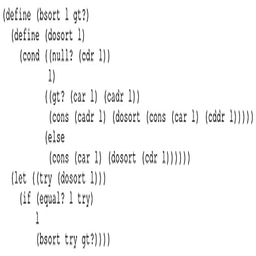 (define (bsort l gt?)
(define (dosort l)
(cond ((null? (cdr l))
l)
((gt? (car l) (cadr l))
(cons (cadr l) (dosort (cons (car l) (cddr l)))))
(else
(cons (car l) (dosort (cdr l))))))
(let ((try (dosort l)))
(if (equal? l try)
l
(bsort try gt?))))